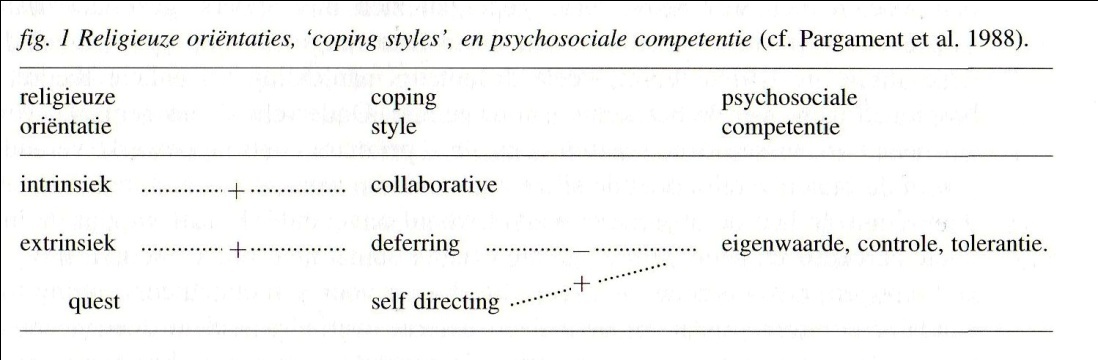 fig. 1 Religieuze oriëntaties, ‘coping styles’, en psychosociale competentie (cf. Pargament et al. 1988).
religieuze coping psychosociale
oriëntatie style competentie
intrinsiek ....................+.................... collaborative
extrinsiek ....................+.................... deferring ....................–.................... eigenwaarde, controle, tolerantie.
quest self directing ..............+..............